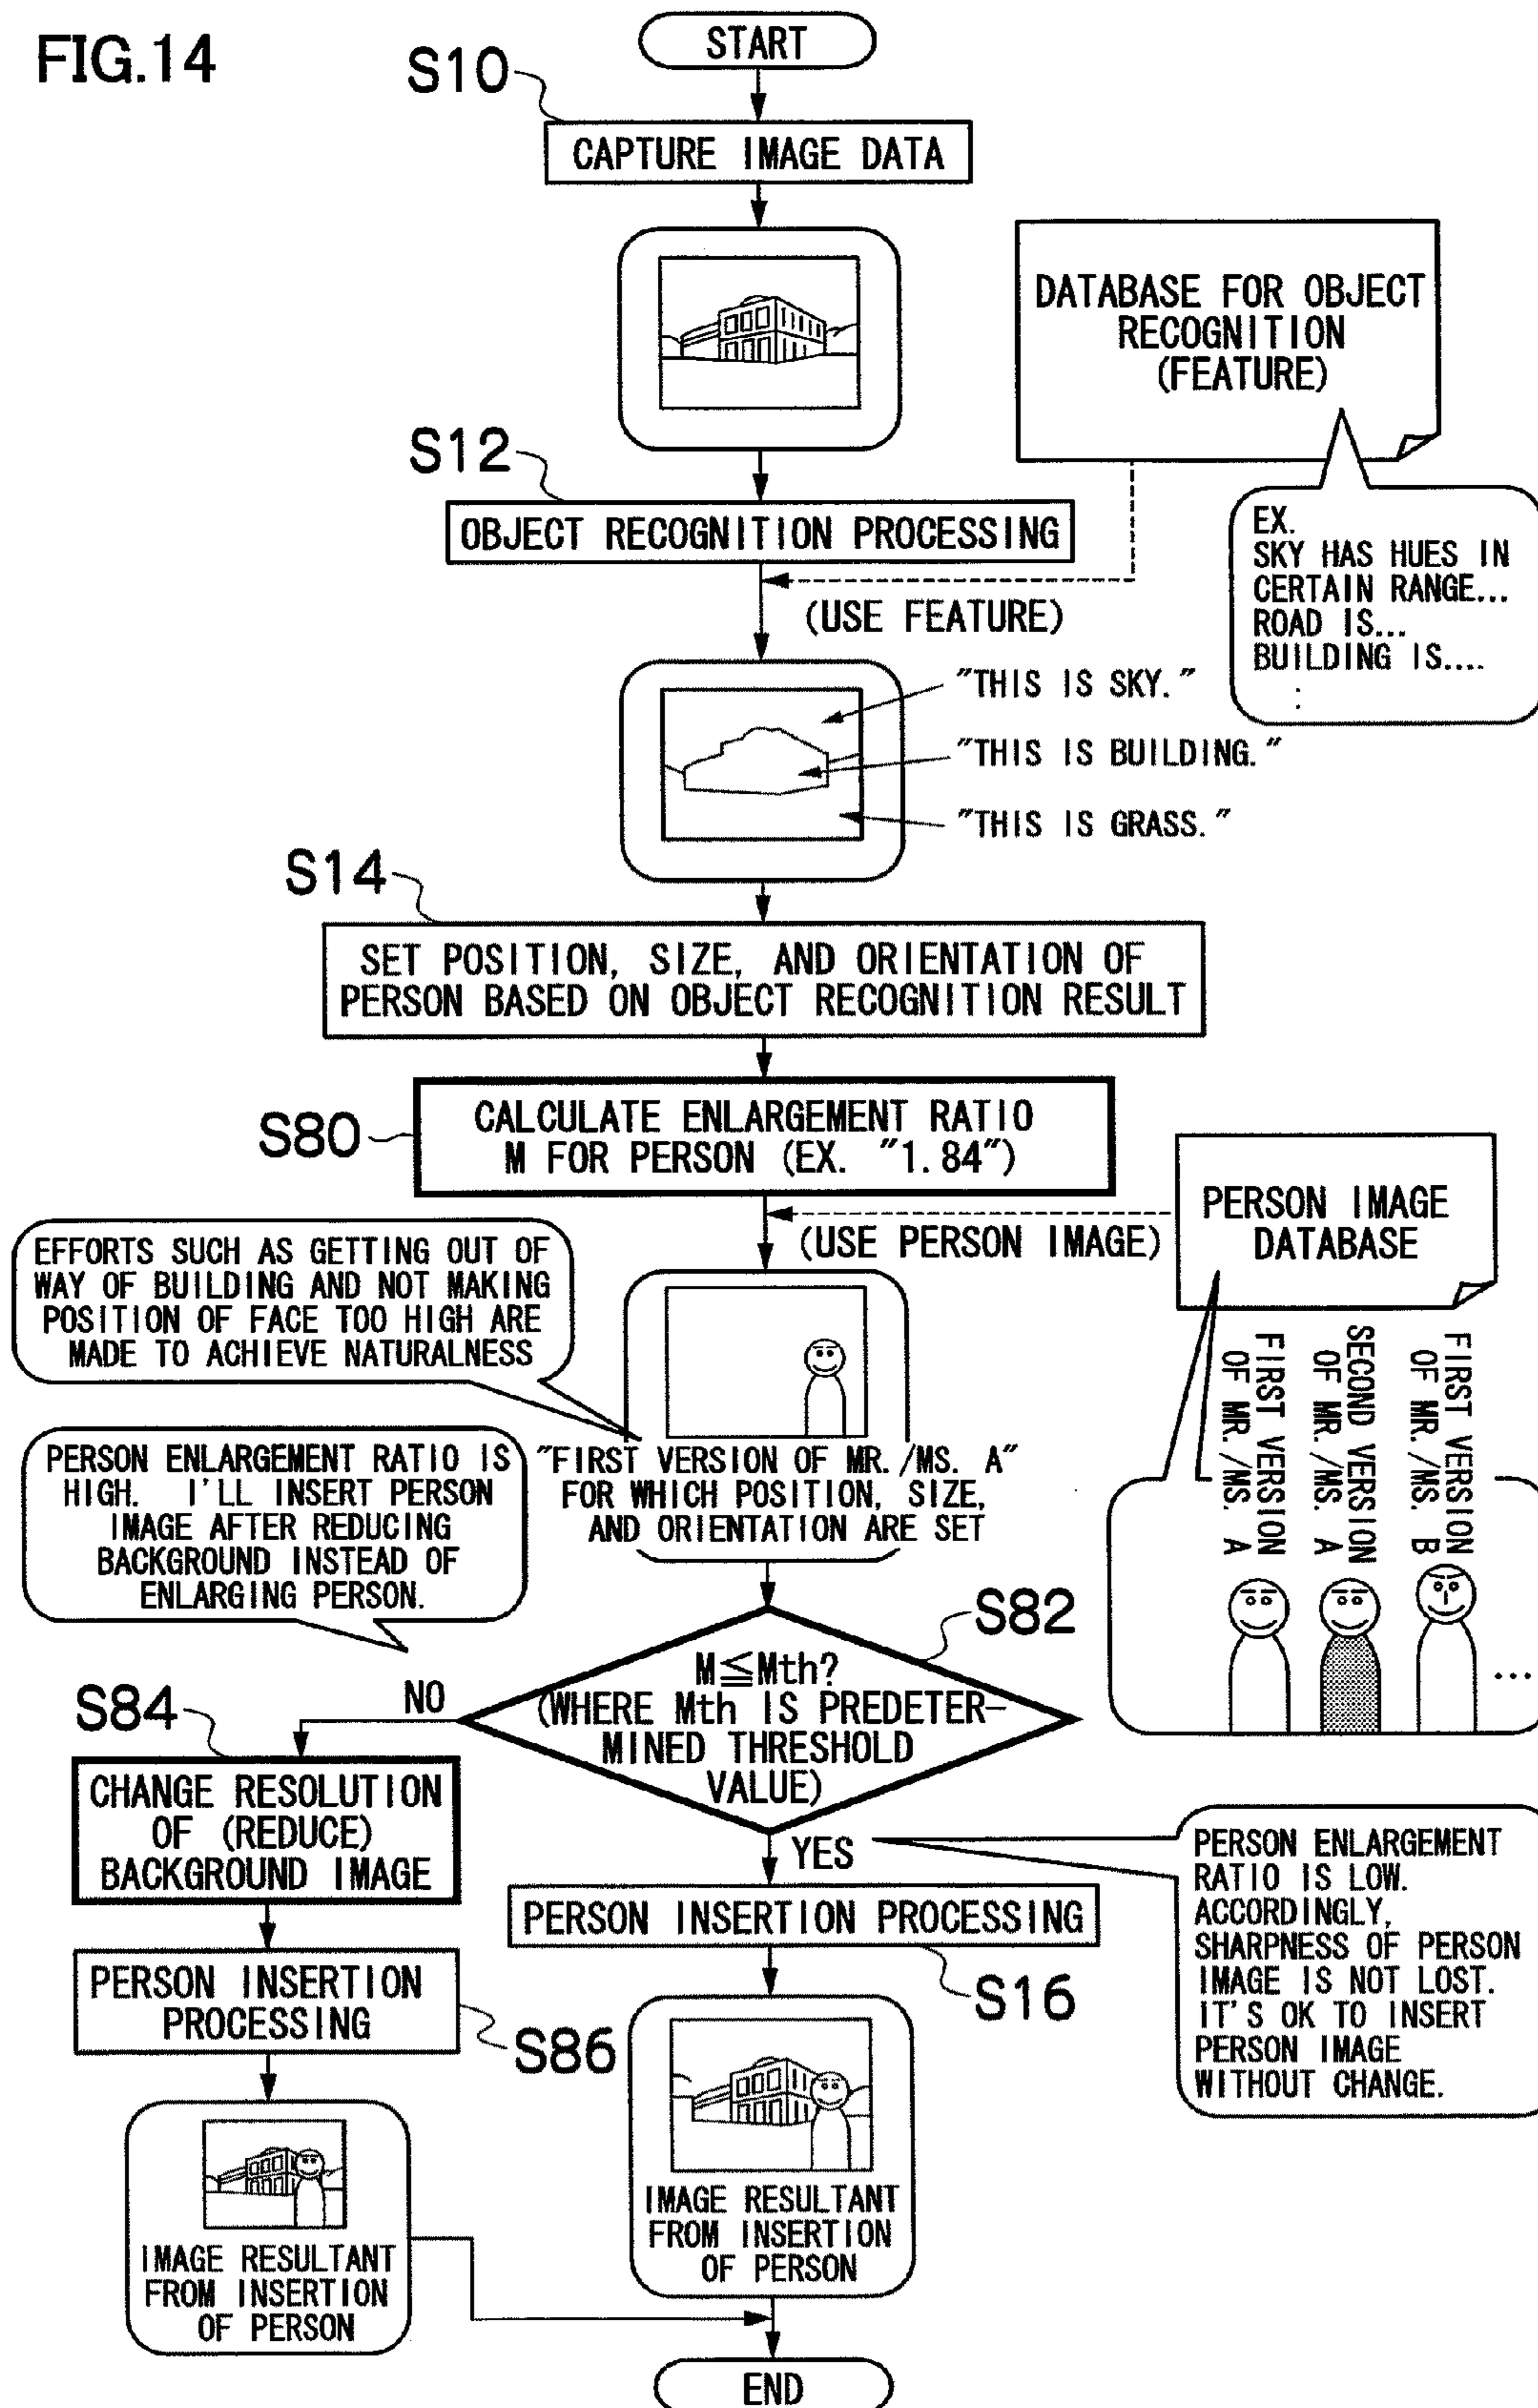 FIG.14
START
S10
CAPTURE IMAGE DATA
DATABASE FOR OBJECT
RECOGNITION
(FEATURE)
EX.
SKY HAS HUES IN
CERTAIN RANGE...
ROAD IS...
BUILDING IS....
:
S12
OBJECT RECOGNITION PROCESSING
(USE FEATURE)
"THIS IS SKY."
"THIS IS BUILDING."
"THIS IS GRASS."
S14
SET POSITION, SIZE, AND ORIENTATION OF
PERSON BASED ON OBJECT RECOGNITION RESULT
S80
CALCULATE ENLARGEMENT RATIO
M FOR PERSON (EX. "1.84")
(USE PERSON IMAGE)
PERSON IMAGE
DATABASE
FIRST VERSION
OF MR./MS. A
SECOND VERSION
OF MR./MS. A
FIRST VERSION
OF MR./MS. B
...
EFFORTS SUCH AS GETTING OUT OF
WAY OF BUILDING AND NOT MAKING
POSITION OF FACE TOO HIGH ARE
MADE TO ACHIEVE NATURALNESS
"FIRST VERSION OF MR./MS. A"
FOR WHICH POSITION, SIZE,
AND ORIENTATION ARE SET
PERSON ENLARGEMENT RATIO IS
HIGH. I'LL INSERT PERSON
IMAGE AFTER REDUCING
BACKGROUND INSTEAD OF
ENLARGING PERSON.
S82
M≦Mth?
(WHERE Mth IS PREDETER-
MINED THRESHOLD
VALUE)
NO
S84
CHANGE RESOLUTION
OF (REDUCE)
BACKGROUND IMAGE
YES
PERSON ENLARGEMENT
RATIO IS LOW.
ACCORDINGLY,
SHARPNESS OF PERSON
IMAGE IS NOT LOST.
IT'S OK TO INSERT
PERSON IMAGE
WITHOUT CHANGE.
PERSON INSERTION PROCESSING
S16
PERSON INSERTION
PROCESSING
S86
IMAGE RESULTANT
FROM INSERTION
OF PERSON
IMAGE RESULTANT
FROM INSERTION
OF PERSON
END